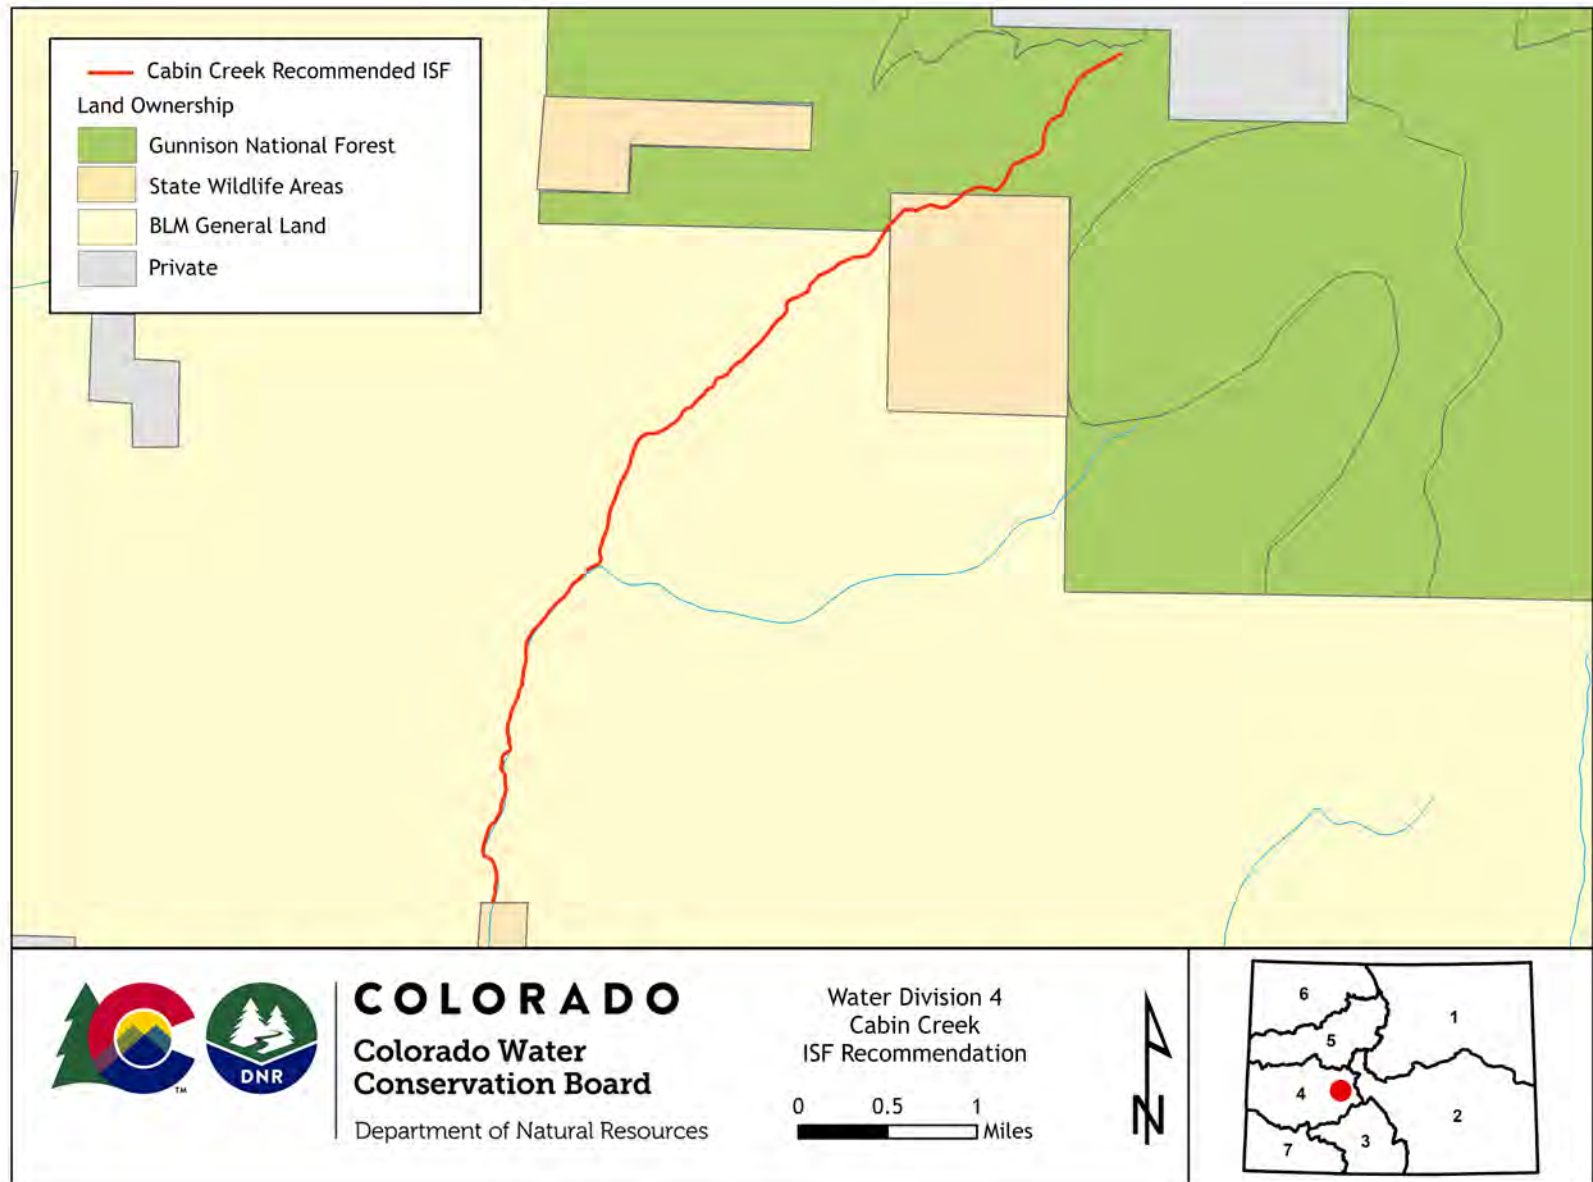 Cabin Creek Recommended ISF
Land Ownership
Gunnison National Forest
State Wildlife Areas
BLM General Land
Private
TM
DNR
COLORADO
Colorado Water
Conservation Board
Department of Natural Resources
Water Division 4
Cabin Creek
ISF Recommendation
0 0.5 1
Miles
N
6
1
5
4
2
3
7